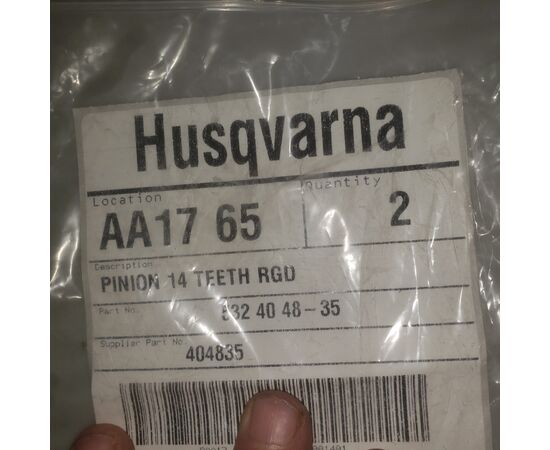 Husqvarna
Location
Quantity
AA17 65
2
Description
PINION 14 TEETH RGD
Part No. 532 40 48-35
Supplier Part No.
404835